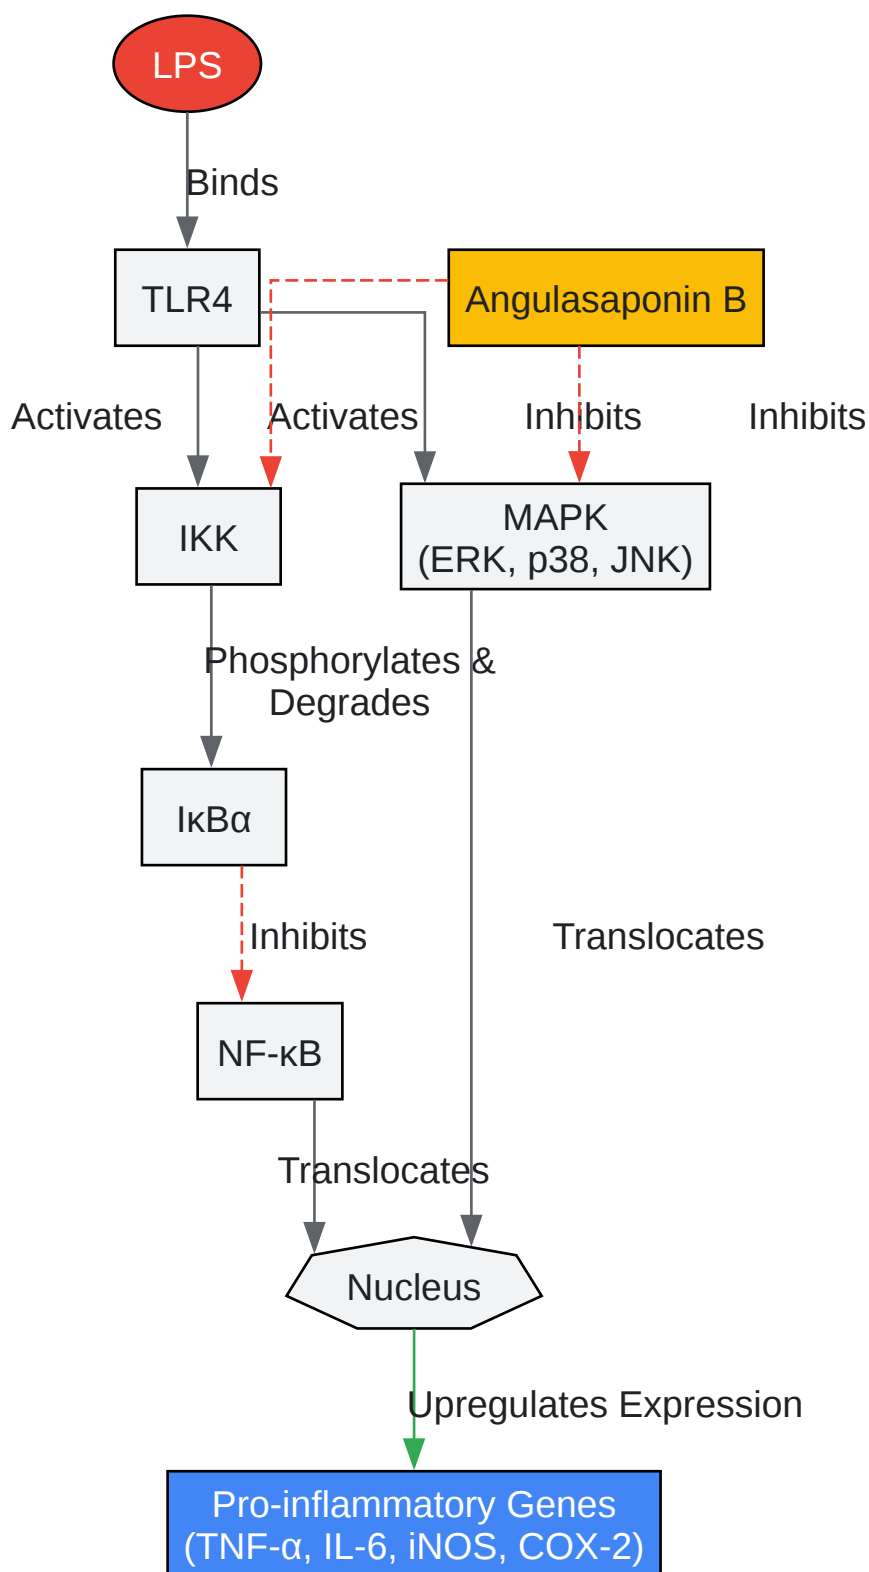 LPS
Binds
TLR4
Angulasaponin B
Activates
Activates
Inhibits
Inhibits
IKK
MAPK
(ERK, p38, JNK)
Phosphorylates &
Degrades
IκBα
Inhibits
Translocates
NF-κB
Translocates
Nucleus
Upregulates Expression
Pro-inflammatory Genes
(TNF-α, IL-6, iNOS, COX-2)